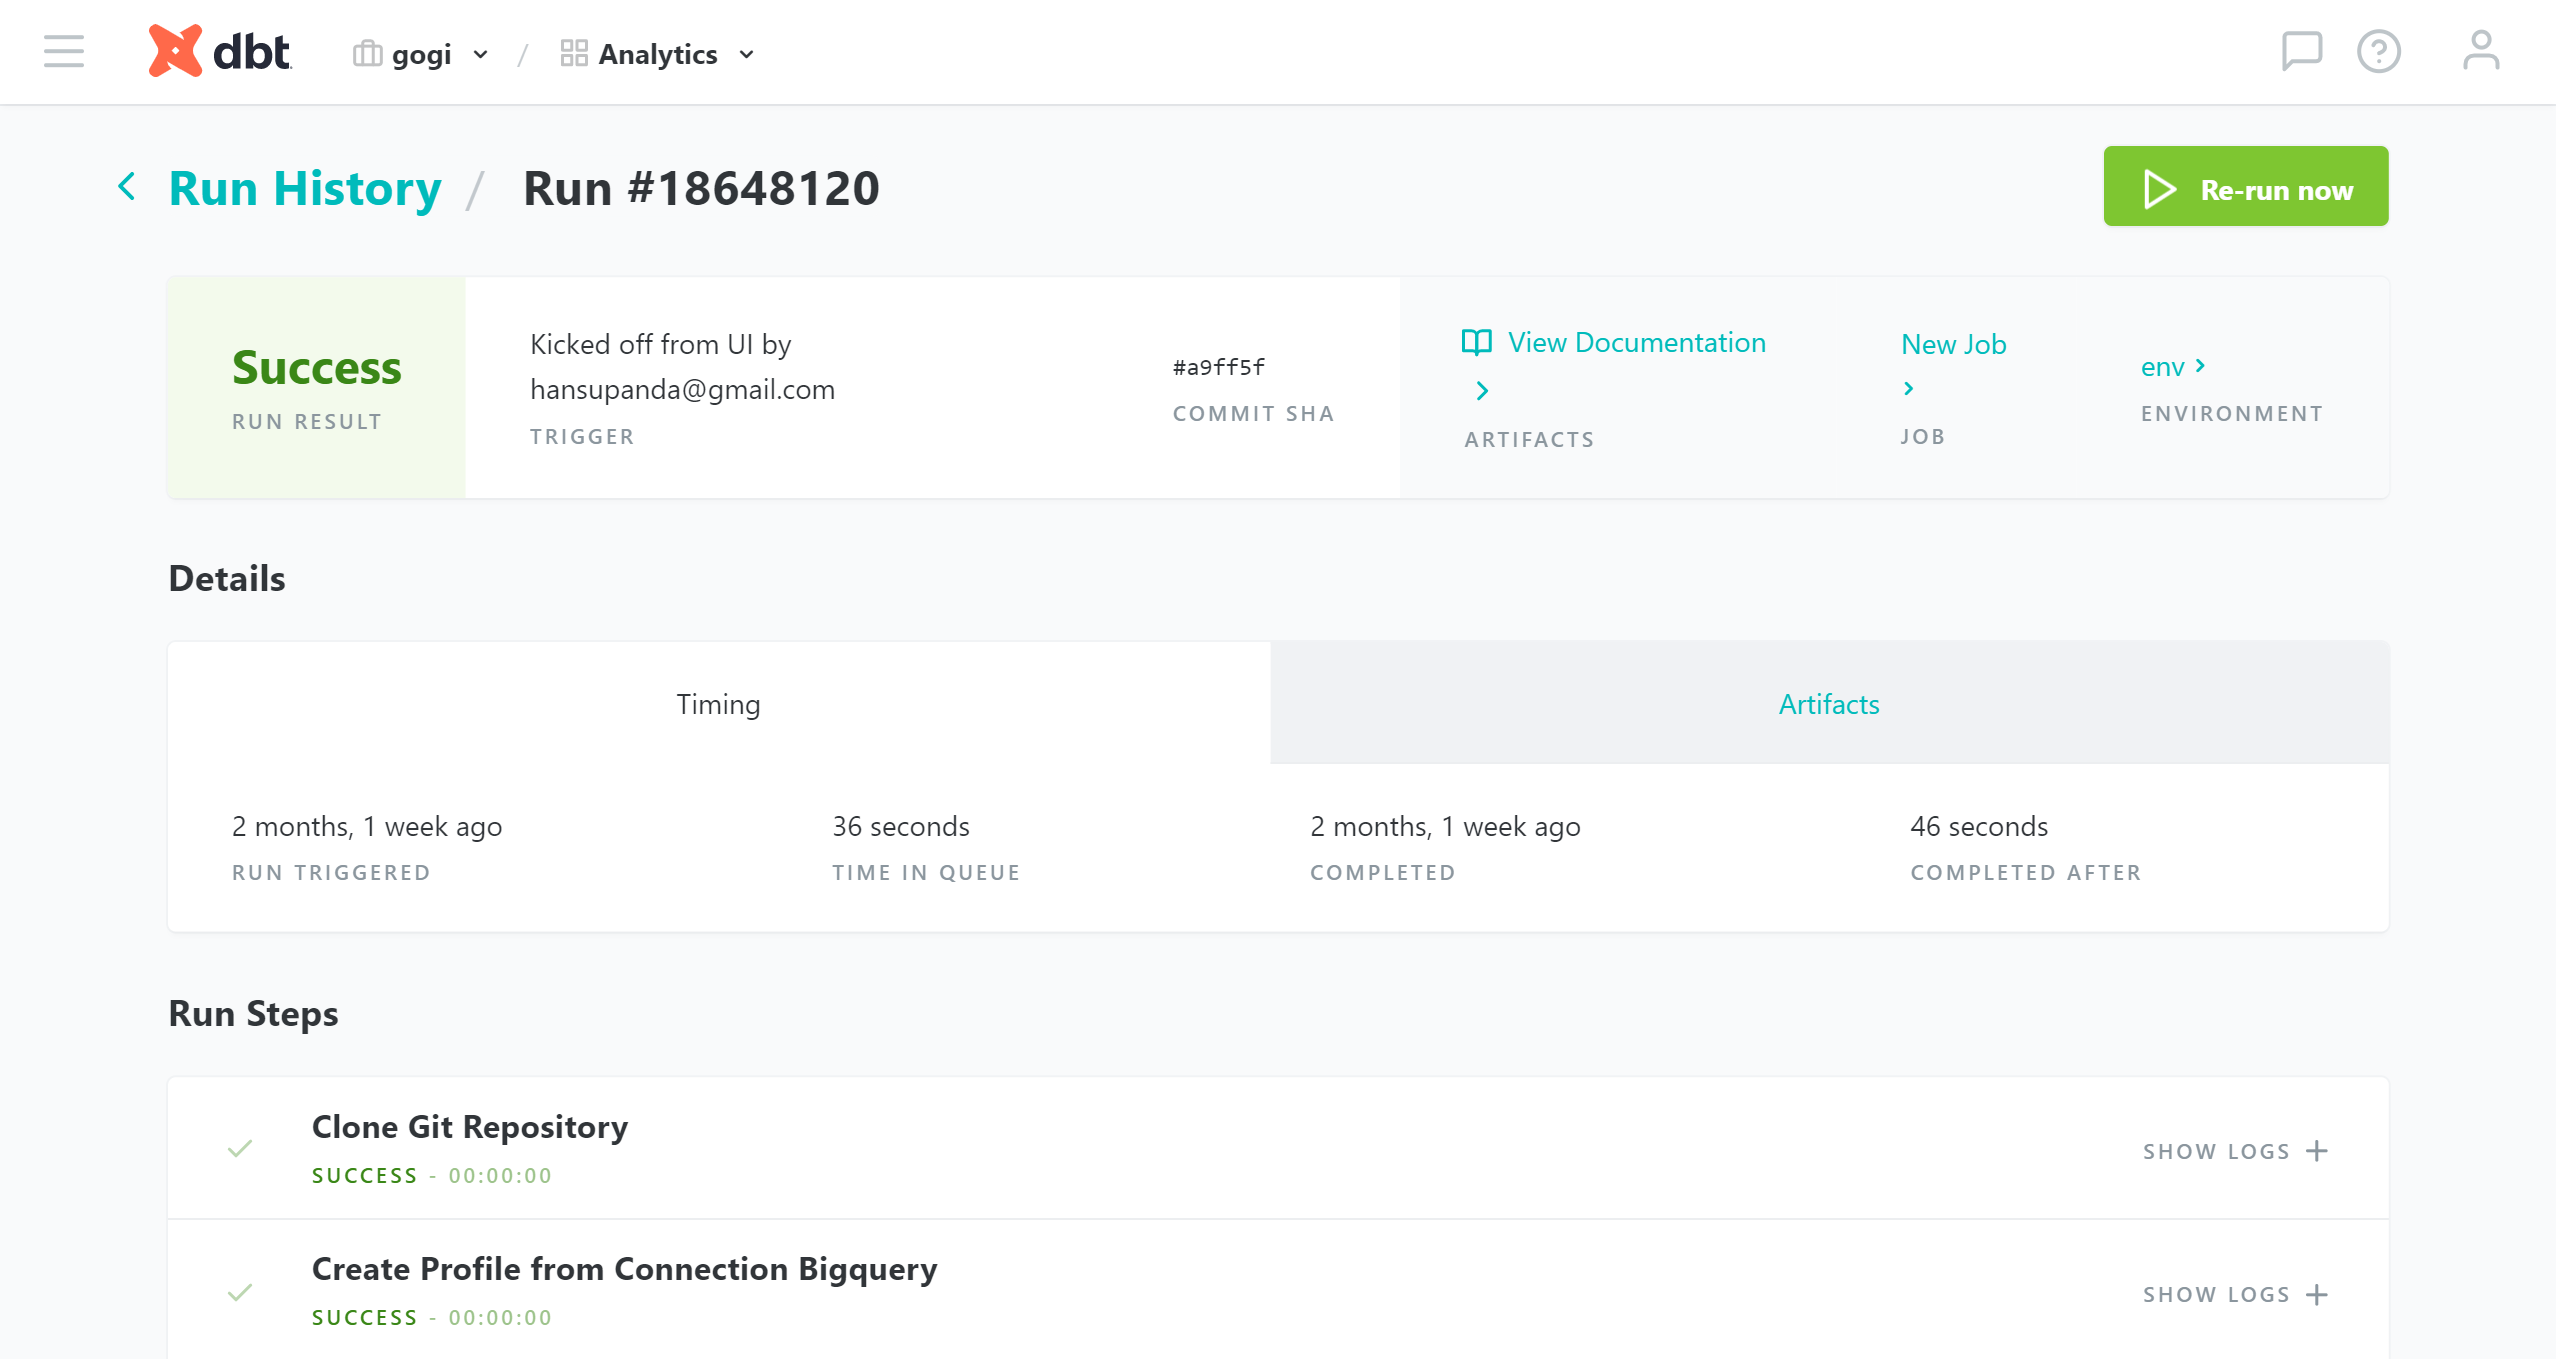 dbt
gogi / Analytics
Run History / Run #18648120
Re-run now
Success
RUN RESULT
Kicked off from UI by
hansupanda@gmail.com
TRIGGER
#a9ff5f
COMMIT SHA
View Documentation
ARTIFACTS
New Job
JOB
env
ENVIRONMENT
Details
Timing
Artifacts
2 months, 1 week ago
RUN TRIGGERED
36 seconds
TIME IN QUEUE
2 months, 1 week ago
COMPLETED
46 seconds
COMPLETED AFTER
Run Steps
Clone Git Repository
SUCCESS - 00:00:00
SHOW LOGS
Create Profile from Connection Bigquery
SUCCESS - 00:00:00
SHOW LOGS